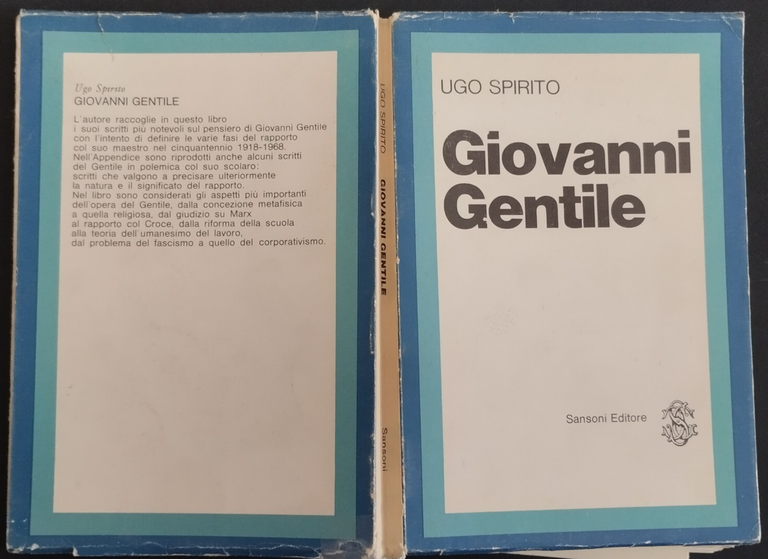 Ugo Spirito
GIOVANNI GENTILE
L'autore raccoglie in questo libro
i suoi scritti più notevoli sul pensiero di Giovanni Gentile
con l'intento di definire le varie fasi del rapporto
col suo maestro nel cinquantennio 1918-1968.
Nell'Appendice sono riprodotti anche alcuni scritti
del Gentile in polemica col suo scolaro:
scritti che valgono a precisare ulteriormente
la natura e il significato del rapporto.
Nel libro sono considerati gli aspetti più importanti
dell'opera del Gentile, dalla concezione metafisica
a quella religiosa, dal giudizio su Marx
al rapporto col Croce, dalla riforma della scuola
alla teoria dell'umanesimo del lavoro,
dal problema del fascismo a quello del corporativismo.
UGO SPIRITO
GIOVANNI GENTILE
Sansoni
UGO SPIRITO
Giovanni
Gentile
Sansoni Editore